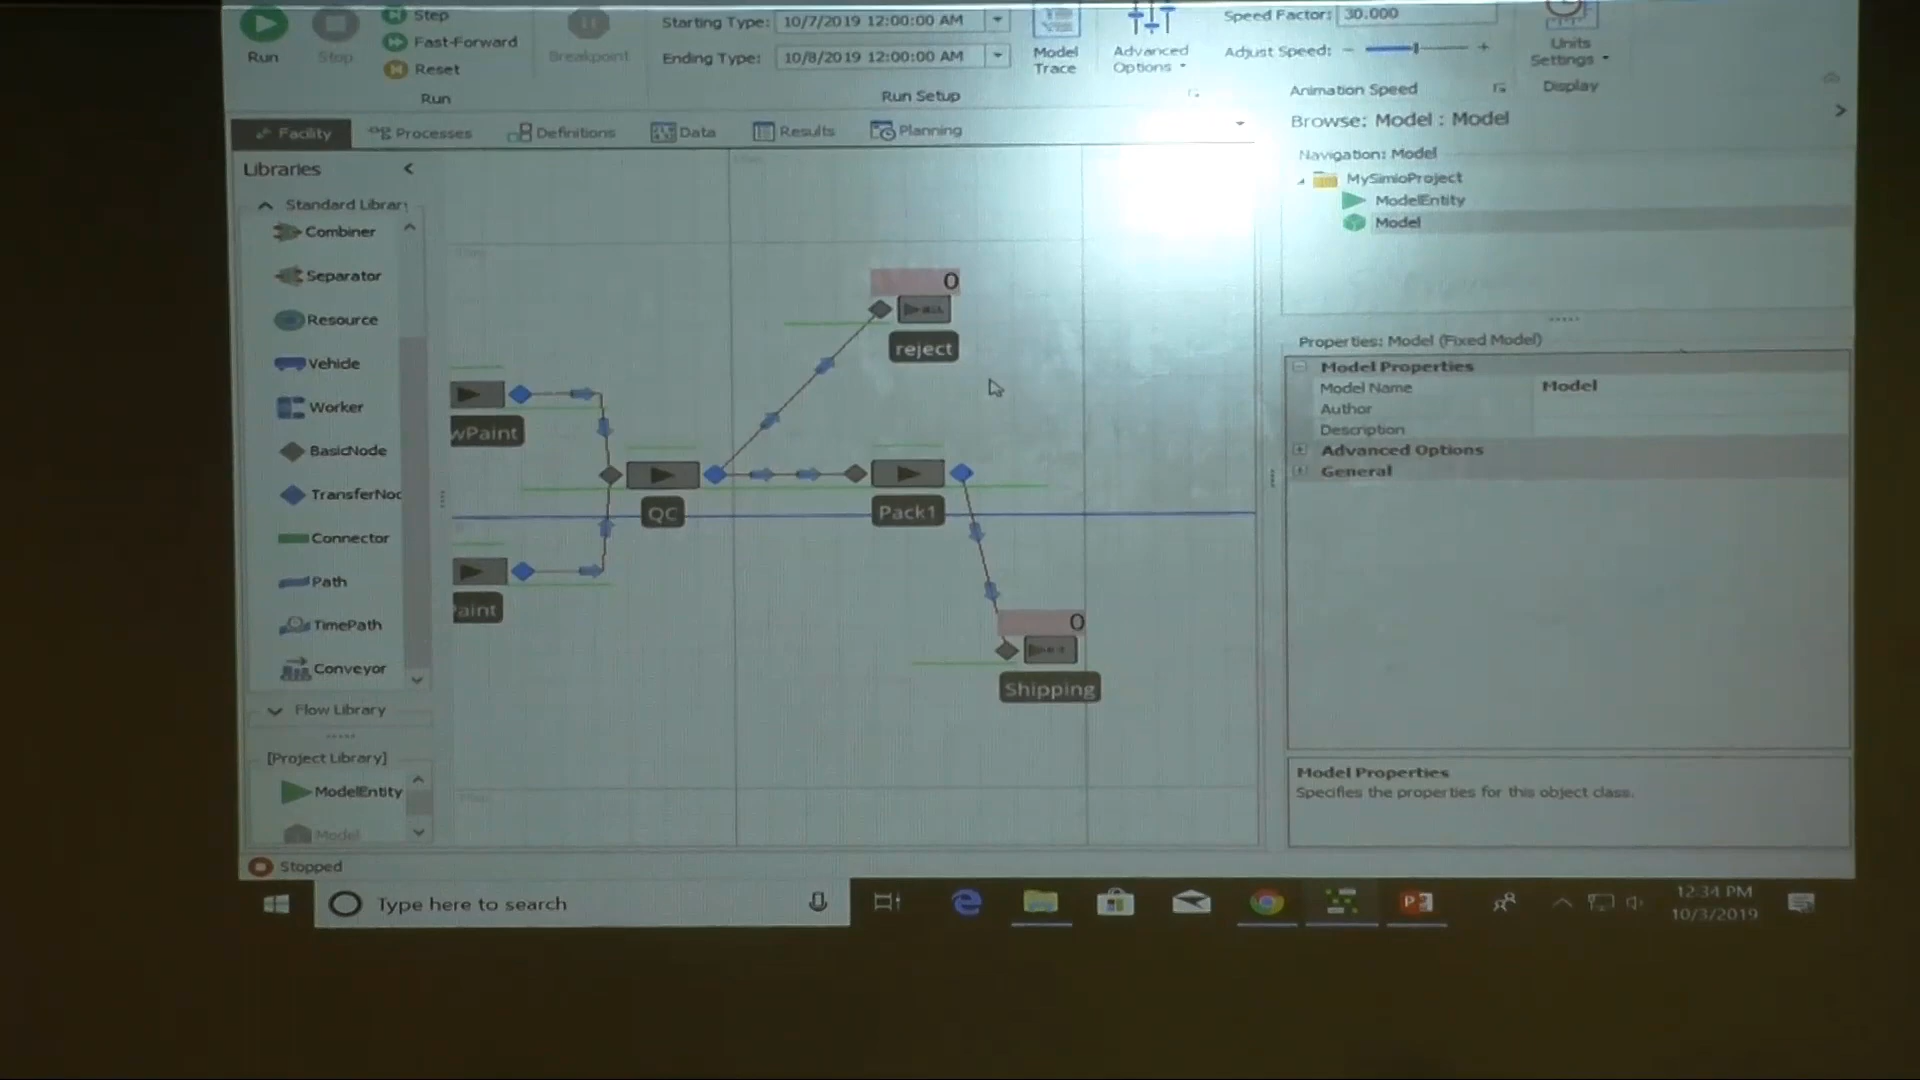 Run
Stop
Step
Fast-Forward
Reset
Run
Breakpoint
Starting Type: 10/7/2019 12:00:00 AM
Ending Type: 10/8/2019 12:00:00 AM
Run Setup
Model Trace
Advanced Options
Speed Factor: 30.000
Adjust Speed: − +
Animation Speed
Units Settings
Display
Facility
Processes
Definitions
Data
Results
Planning
Browse: Model : Model
Navigation: Model
MySimioProject
ModelEntity
Model
Libraries
Standard Librar
Combiner
Separator
Resource
Vehicle
Worker
BasicNode
TransferNoc
Connector
Path
TimePath
Conveyor
Flow Library
[Project Library]
ModelEntity
Model
0
reject
wPaint
QC
Pack1
Paint
0
Shipping
Properties: Model (Fixed Model)
Model Properties
Model Name Model
Author
Description
Advanced Options
General
Model Properties
Specifies the properties for this object class.
Stopped
Type here to search
12:34 PM
10/3/2019